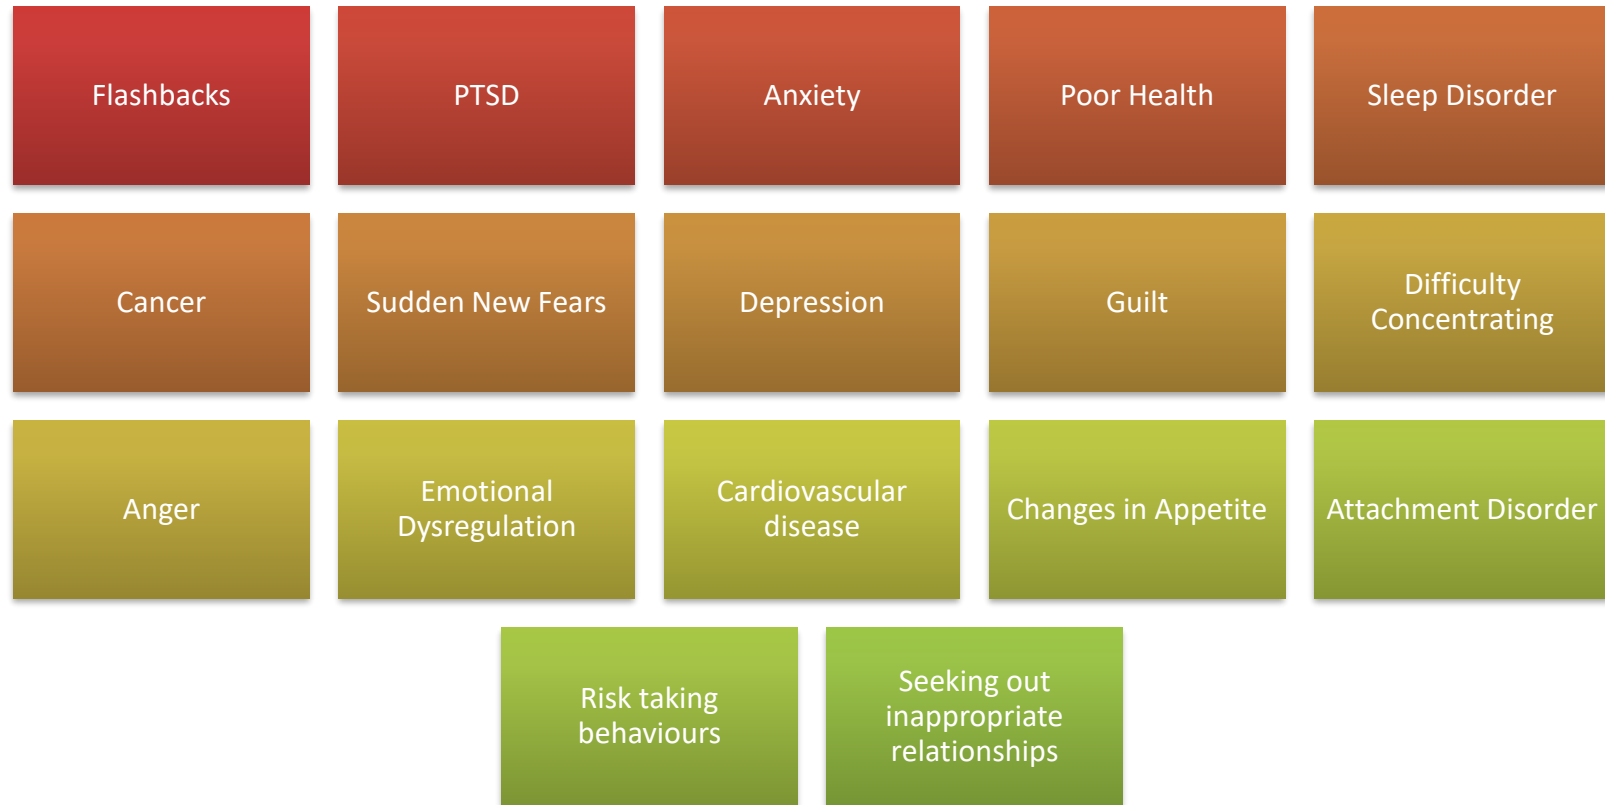 Flashbacks
PTSD
Anxiety
Poor Health
Sleep Disorder
Cancer
Sudden New Fears
Depression
Guilt
Difficulty
Concentrating
Anger
Emotional
Dysregulation
Cardiovascular
disease
Changes in Appetite
Attachment Disorder
Risk taking
behaviours
Seeking out
inappropriate
relationships